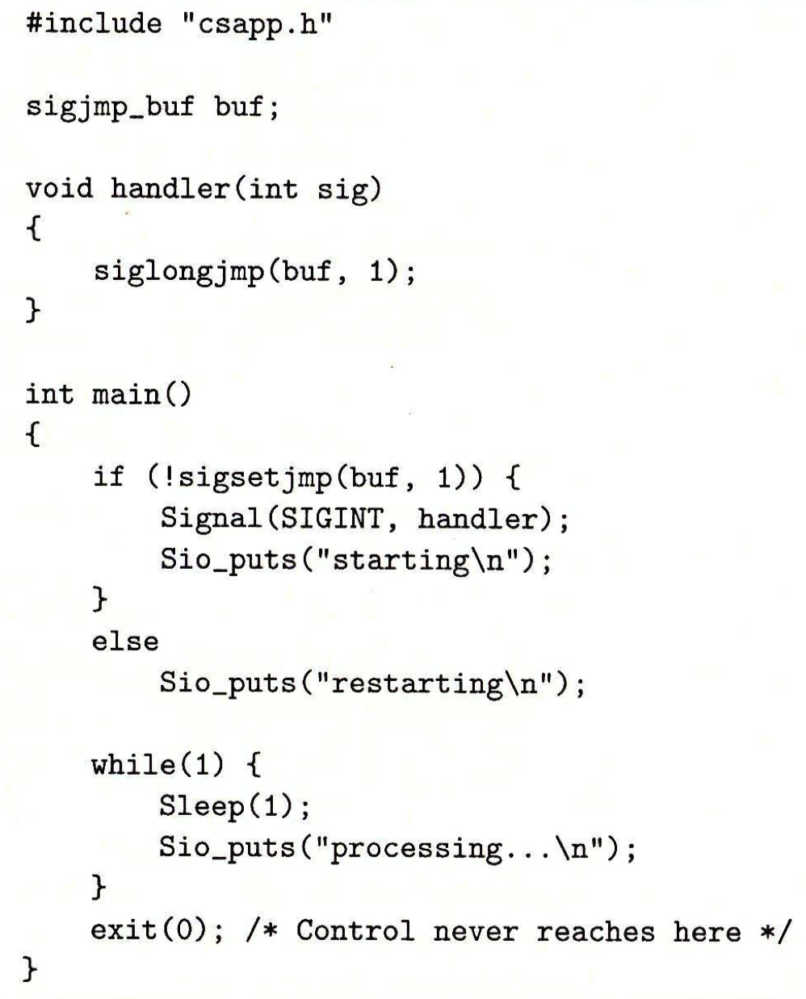 #include "csapp.h"

sigjmp_buf buf;

void handler(int sig)
{
    siglongjmp(buf, 1);
}

int main()
{
    if (!sigsetjmp(buf, 1)) {
        Signal(SIGINT, handler);
        Sio_puts("starting\n");
    }
    else
        Sio_puts("restarting\n");

    while(1) {
        Sleep(1);
        Sio_puts("processing...\n");
    }
    exit(0); /* Control never reaches here */
}